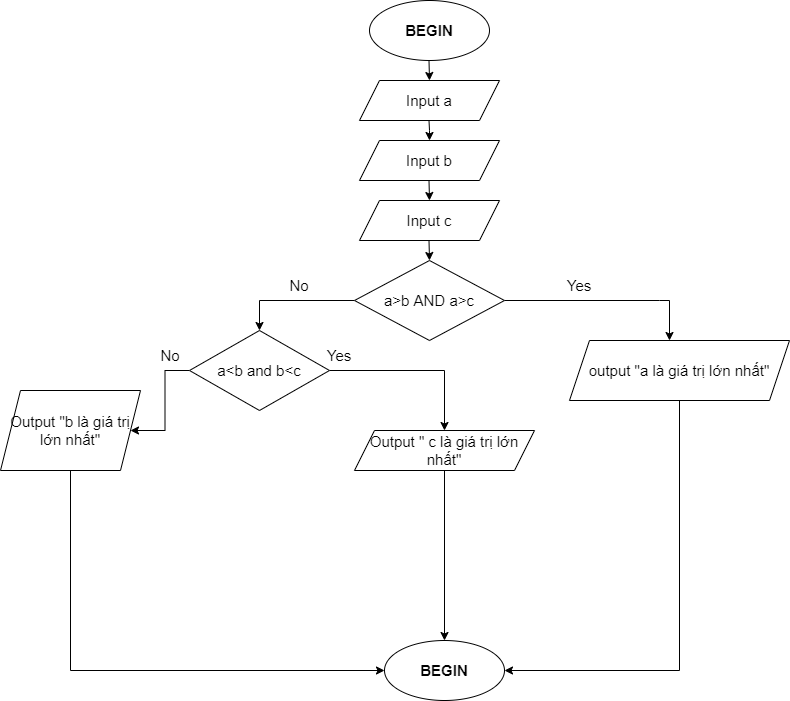 BEGIN
Input a
Input b
Input c
a>b AND a>c
No
Yes
a<b and b<c
No
Yes
output "a là giá trị lớn nhất"
Output "b là giá trị
lớn nhất"
Output " c là giá trị lớn
nhất"
BEGIN